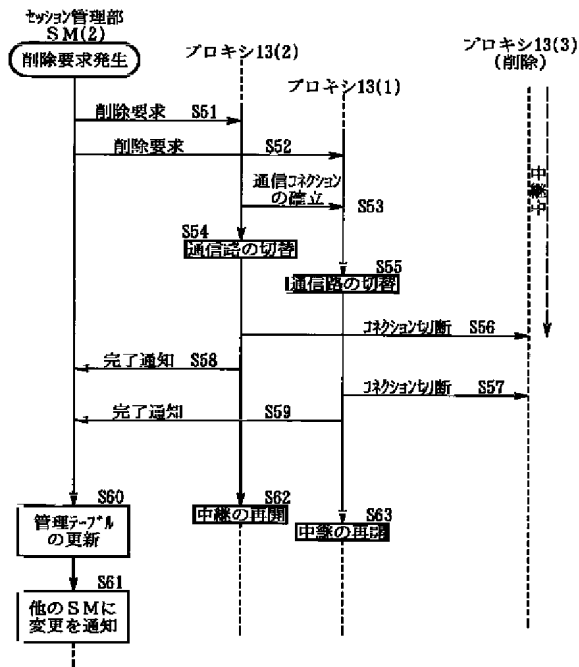 セッション管理部
SM(2)
削除要求発生
プロキシ13(2)
プロキシ13(1)
プロキシ13(3)
(削除)
削除要求 S51
削除要求 S52
中継中
通信コネクション
の確立
S53
S54
通信路の切替
S55
通信路の切替
コネクション切断 S56
完了通知 S58
コネクション切断 S57
完了通知 S59
S60
管理テーブル
の更新
S62
中継の再開
S63
中継の再開
S61
他のSMに
変更を通知